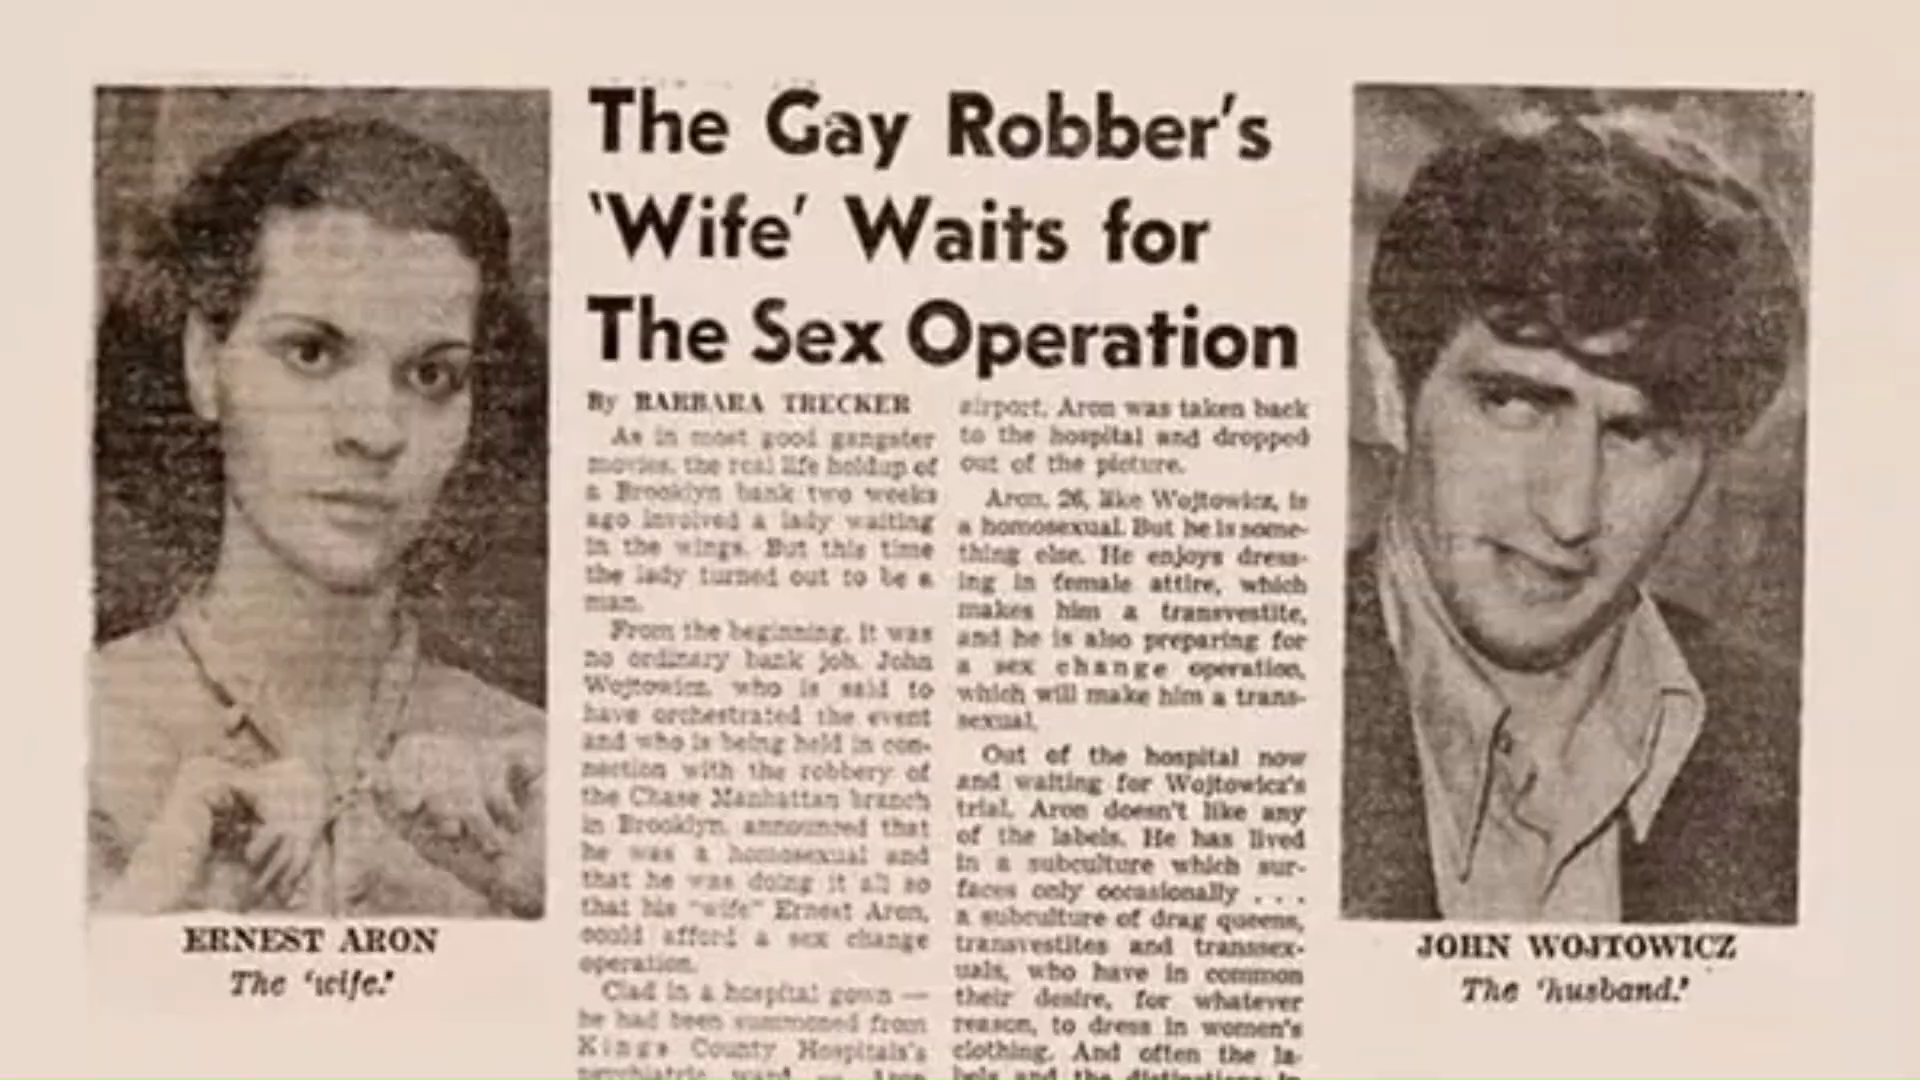 The Gay Robber's
'Wife' Waits for
The Sex Operation
By BARBARA TRECKER
As in most good gangster
movies, the real life holdup of
a Brooklyn bank two weeks
ago involved a lady waiting
in the wings. But this time
the lady turned out to be a
man.
From the beginning, it was
no ordinary bank job. John
Wojtowicz, who is said to
have orchestrated the event
and who is being held in con-
nection with the robbery of
the Chase Manhattan branch
in Brooklyn, announced that
he was a homosexual and
that he was doing it all so
that his "wife" Ernest Aron,
could afford a sex change
operation.
Clad in a hospital gown —
he had been summoned from
Kings County Hospitals's
psychiatric ward — Aron
airport. Aron was taken back
to the hospital and dropped
out of the picture.
Aron, 26, like Wojtowicz, is
a homosexual. But he is some-
thing else. He enjoys dress-
ing in female attire, which
makes him a transvestite,
and he is also preparing for
a sex change operation,
which will make him a trans-
sexual.
Out of the hospital now
and waiting for Wojtowicz's
trial, Aron doesn't like any
of the labels. He has lived
in a subculture which sur-
faces only occasionally . . .
a subculture of drag queens,
transvestites and transsex-
uals, who have in common
their desire, for whatever
reason, to dress in women's
clothing. And often the la-
bels and the distinctions
ERNEST ARON
The 'wife.'
JOHN WOJTOWICZ
The 'husband.'